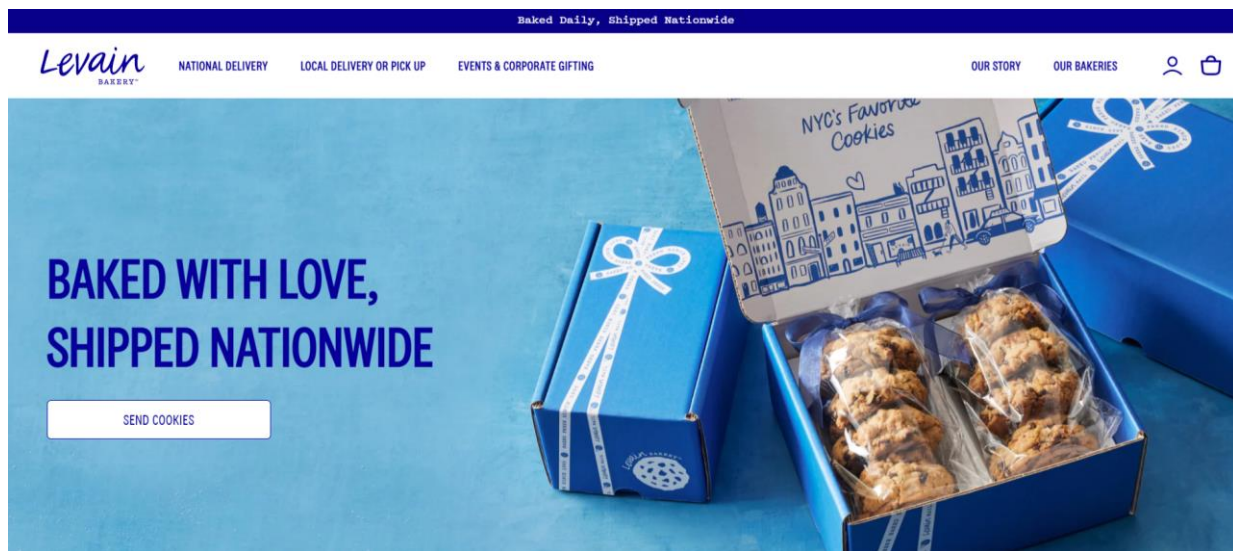 Baked Daily, Shipped Nationwide
Levain
BAKERY
NATIONAL DELIVERY
LOCAL DELIVERY OR PICK UP
EVENTS & CORPORATE GIFTING
OUR STORY
OUR BAKERIES
NYC's Favorite
Cookies
BAKED WITH LOVE,
SHIPPED NATIONWIDE
SEND COOKIES
Levain BAKERY